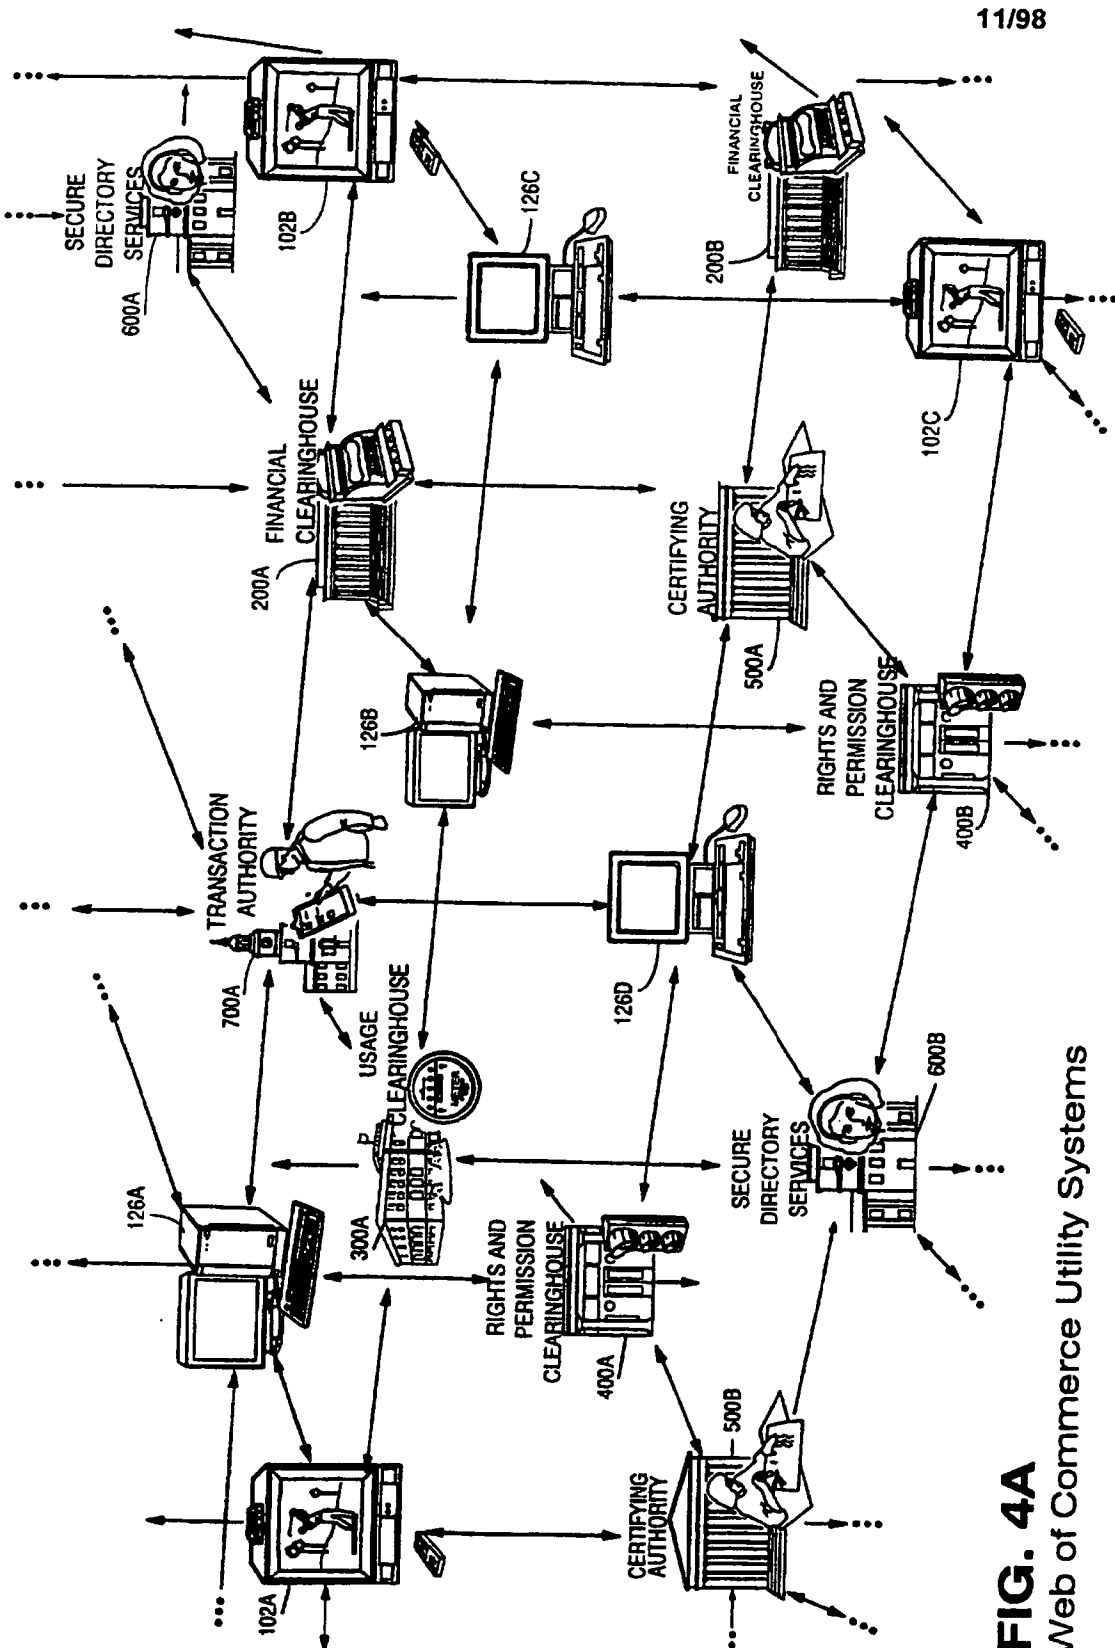 11/98
SECURE
DIRECTORY
SERVICES
600A
102B
126C
FINANCIAL
CLEARINGHOUSE
200B
102C
FINANCIAL
CLEARINGHOUSE
200A
CERTIFYING
AUTHORITY
500A
126B
RIGHTS AND
PERMISSION
CLEARINGHOUSE
400B
TRANSACTION
AUTHORITY
700A
126D
USAGE
CLEARINGHOUSE
METER
300A
SECURE
DIRECTORY
SERVICES
600B
126A
RIGHTS AND
PERMISSION
CLEARINGHOUSE
400A
102A
CERTIFYING
AUTHORITY
500B
FIG. 4A
Web of Commerce Utility Systems